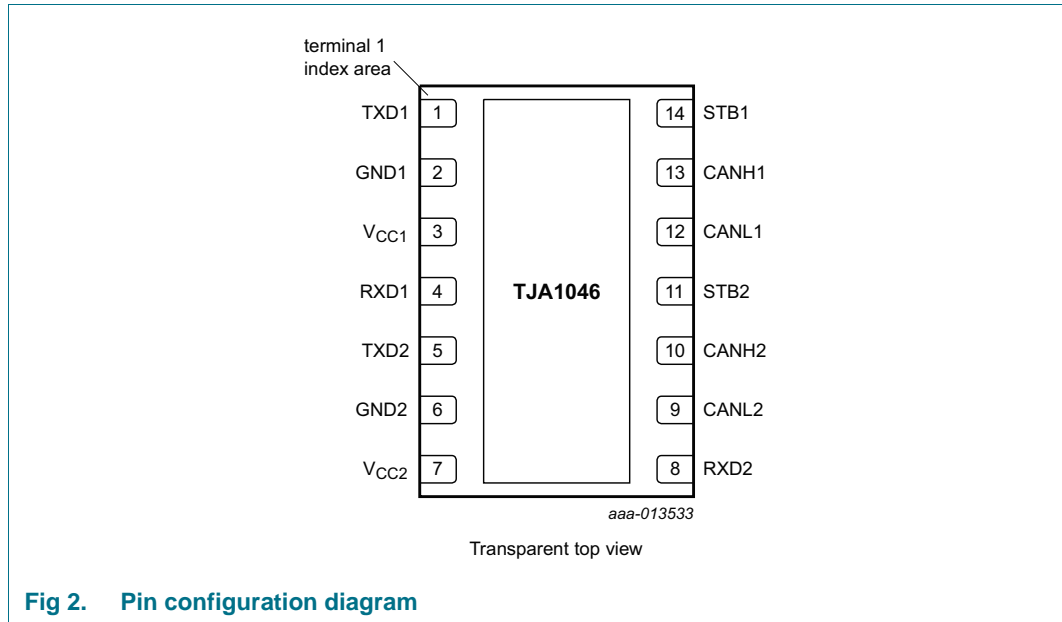 terminal 1
index area
TXD1 1 14 STB1
GND1 2 13 CANH1
VCC1 3 12 CANL1
RXD1 4 TJA1046 11 STB2
TXD2 5 10 CANH2
GND2 6 9 CANL2
VCC2 7 8 RXD2
aaa-013533
Transparent top view
Fig 2. Pin configuration diagram